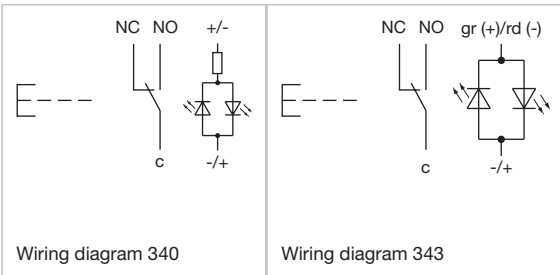 NC NO +/-
c -/+
Wiring diagram 340
NC NO gr (+)/rd (-)
c -/+
Wiring diagram 343